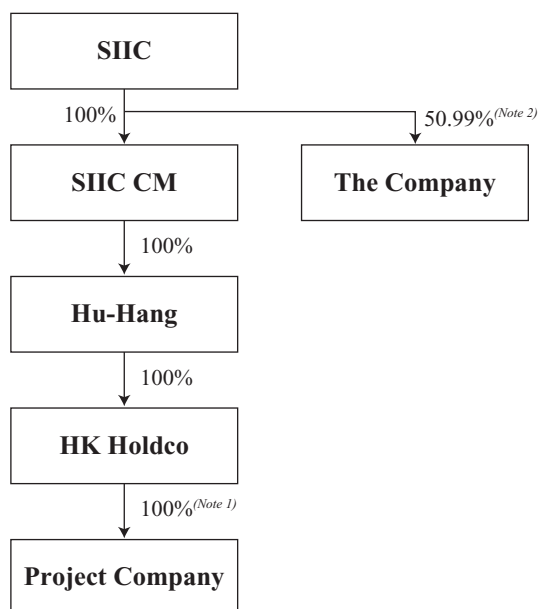 SIIC
100%
50.99%(Note 2)
SIIC CM
The Company
100%
Hu-Hang
100%
HK Holdco
100%(Note 1)
Project Company